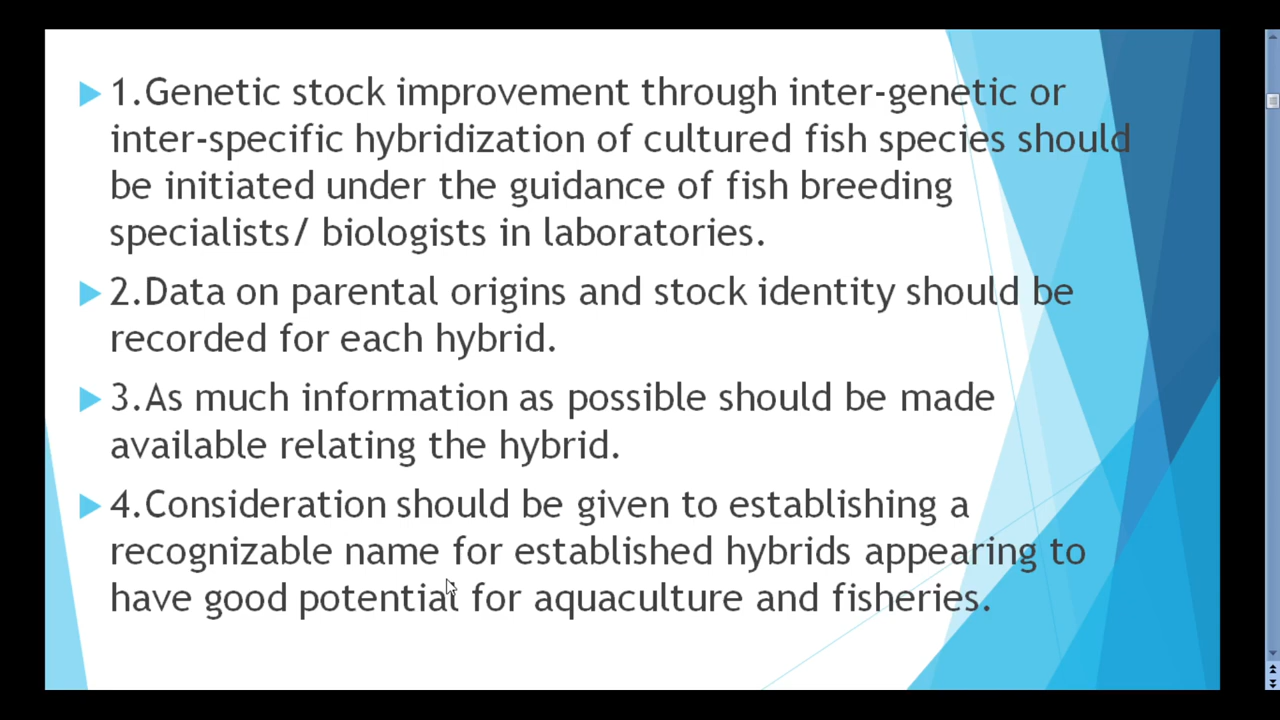 1.Genetic stock improvement through inter-genetic or
inter-specific hybridization of cultured fish species should
be initiated under the guidance of fish breeding
specialists/ biologists in laboratories.
2.Data on parental origins and stock identity should be
recorded for each hybrid.
3.As much information as possible should be made
available relating the hybrid.
4.Consideration should be given to establishing a
recognizable name for established hybrids appearing to
have good potential for aquaculture and fisheries.